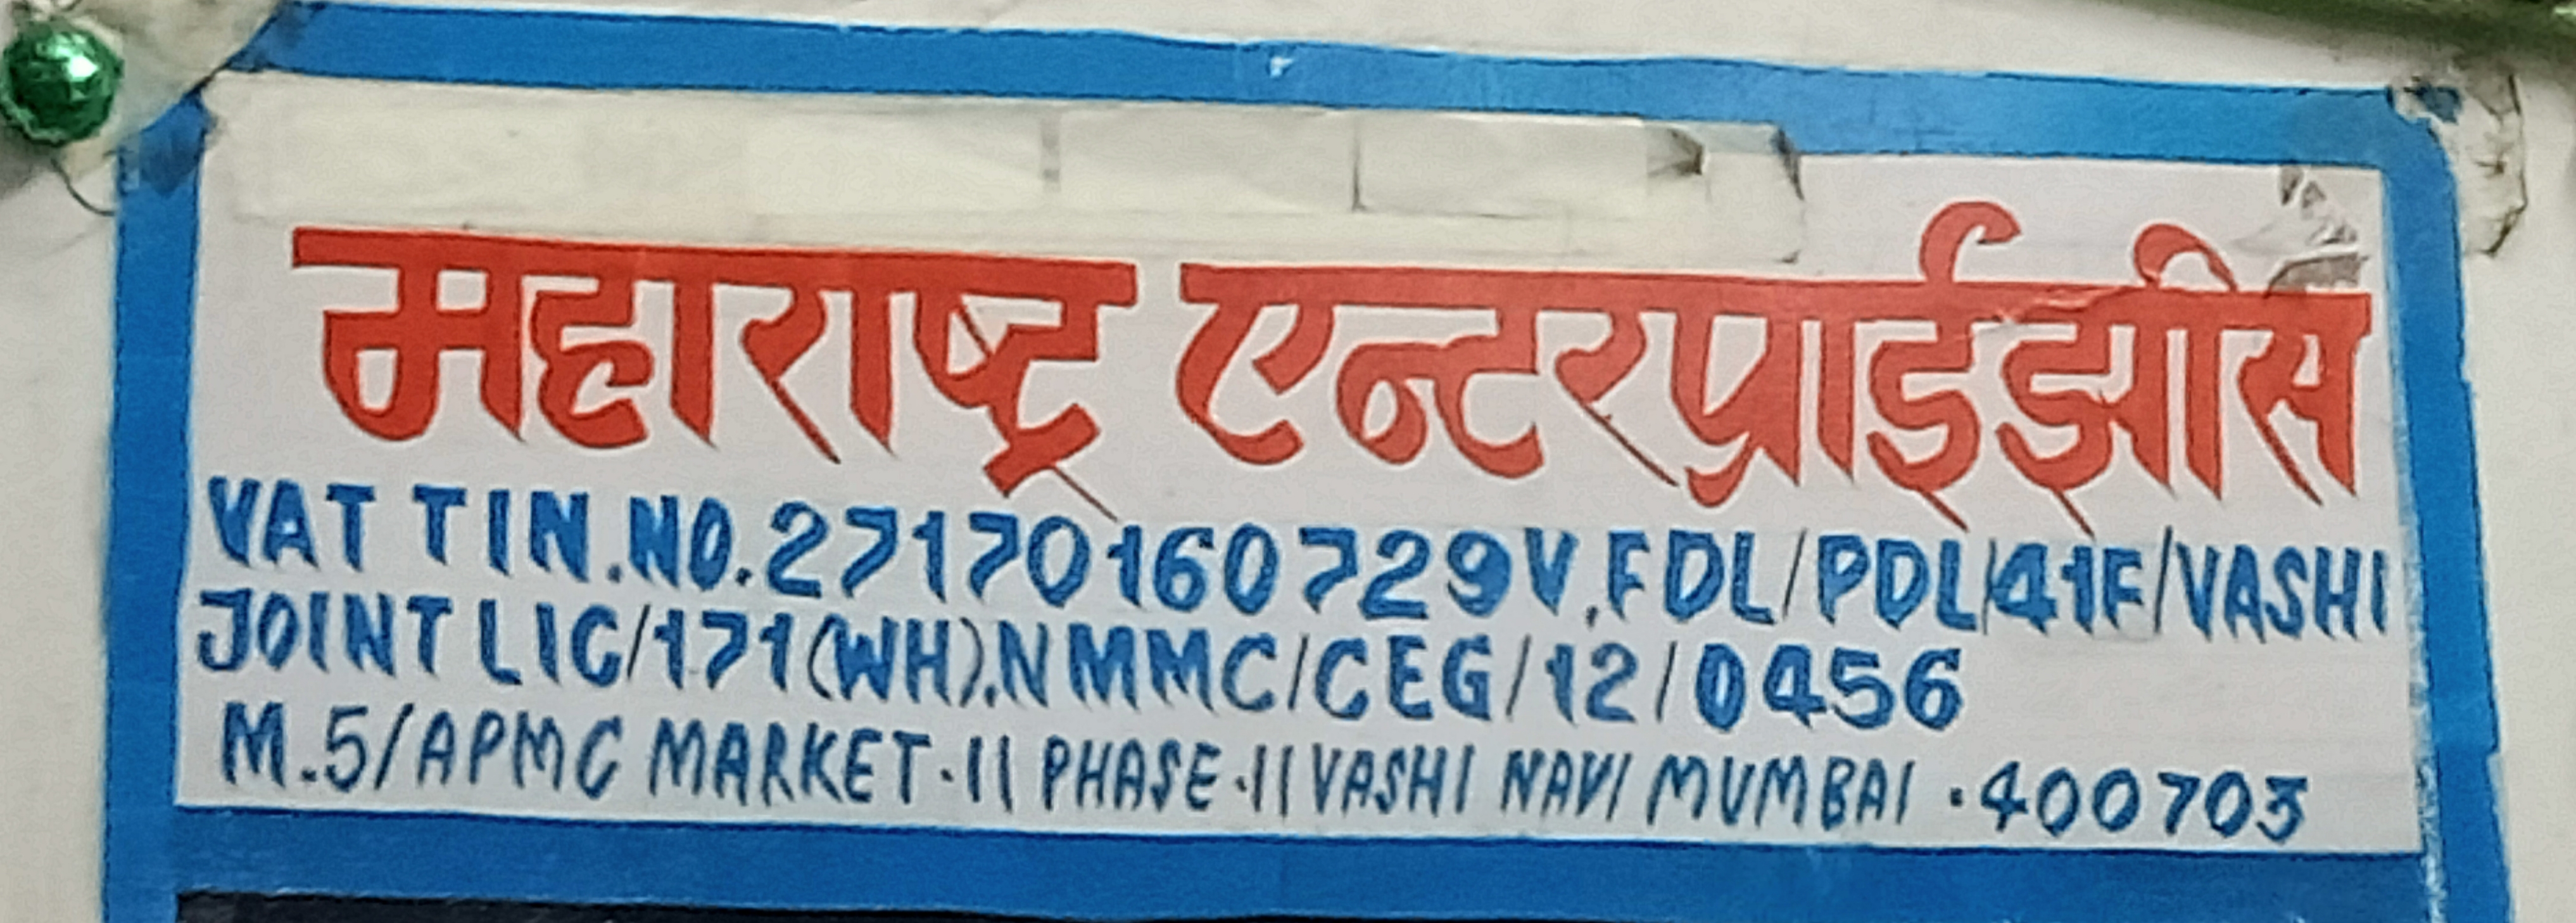 महाराष्ट्र एन्टरप्राईझीस
VAT TIN.NO.27170160729V.FDL/PDL/41F/VASHI
JOINT LIC/171(WH).NMMC/CEG/12/0456
M.5/APMC MARKET-II PHASE-II VASHI NAVI MUMBAI.400703